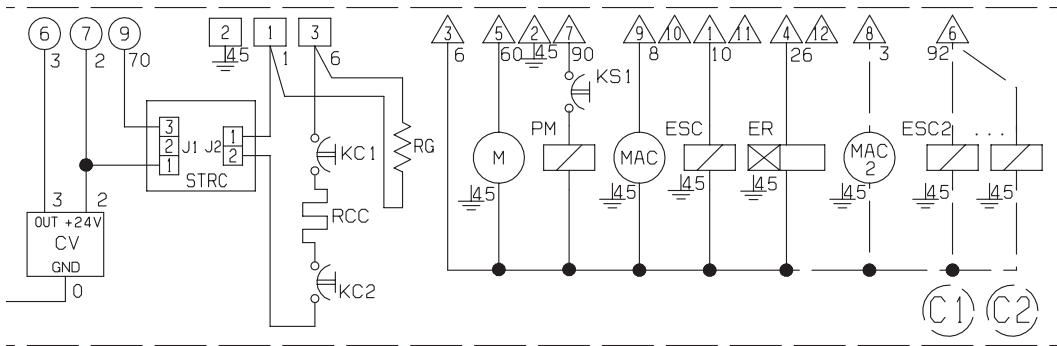 6 7 9 2 1 3 3 5 2 7 9 10 1 11 4 12 8 6
3 2 70 45 1 6 6 60 45 90 8 10 26 3 92
KS1
3 J1 J2 1
2 2
1
STRC
KC1
RG
PM ESC ER ESC2 ...
M MAC MAC 2
45 45 45 45 45 45 45
RCC
3 2
OUT +24V
CV
GND
0
KC2
C1 C2